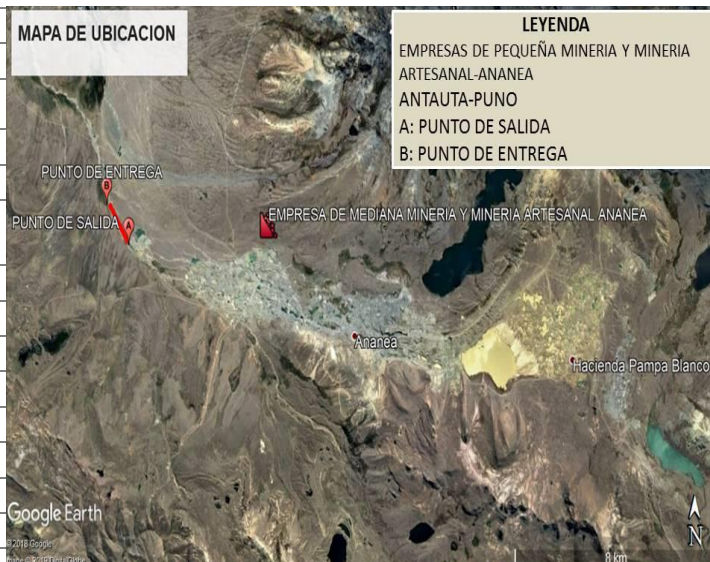 MAPA DE UBICACION
LEYENDA
EMPRESAS DE PEQUEÑA MINERIA Y MINERIA
ARTESANAL-ANANEA
ANTAUTA-PUNO
A: PUNTO DE SALIDA
B: PUNTO DE ENTREGA
PUNTO DE ENTREGA
B
PUNTO DE SALIDA
A
EMPRESA DE MEDIANA MINERIA Y MINERIA ARTESANAL ANANEA
Ananea
Hacienda Pampa Blanco
Google Earth
©2018 Google
N
8 km